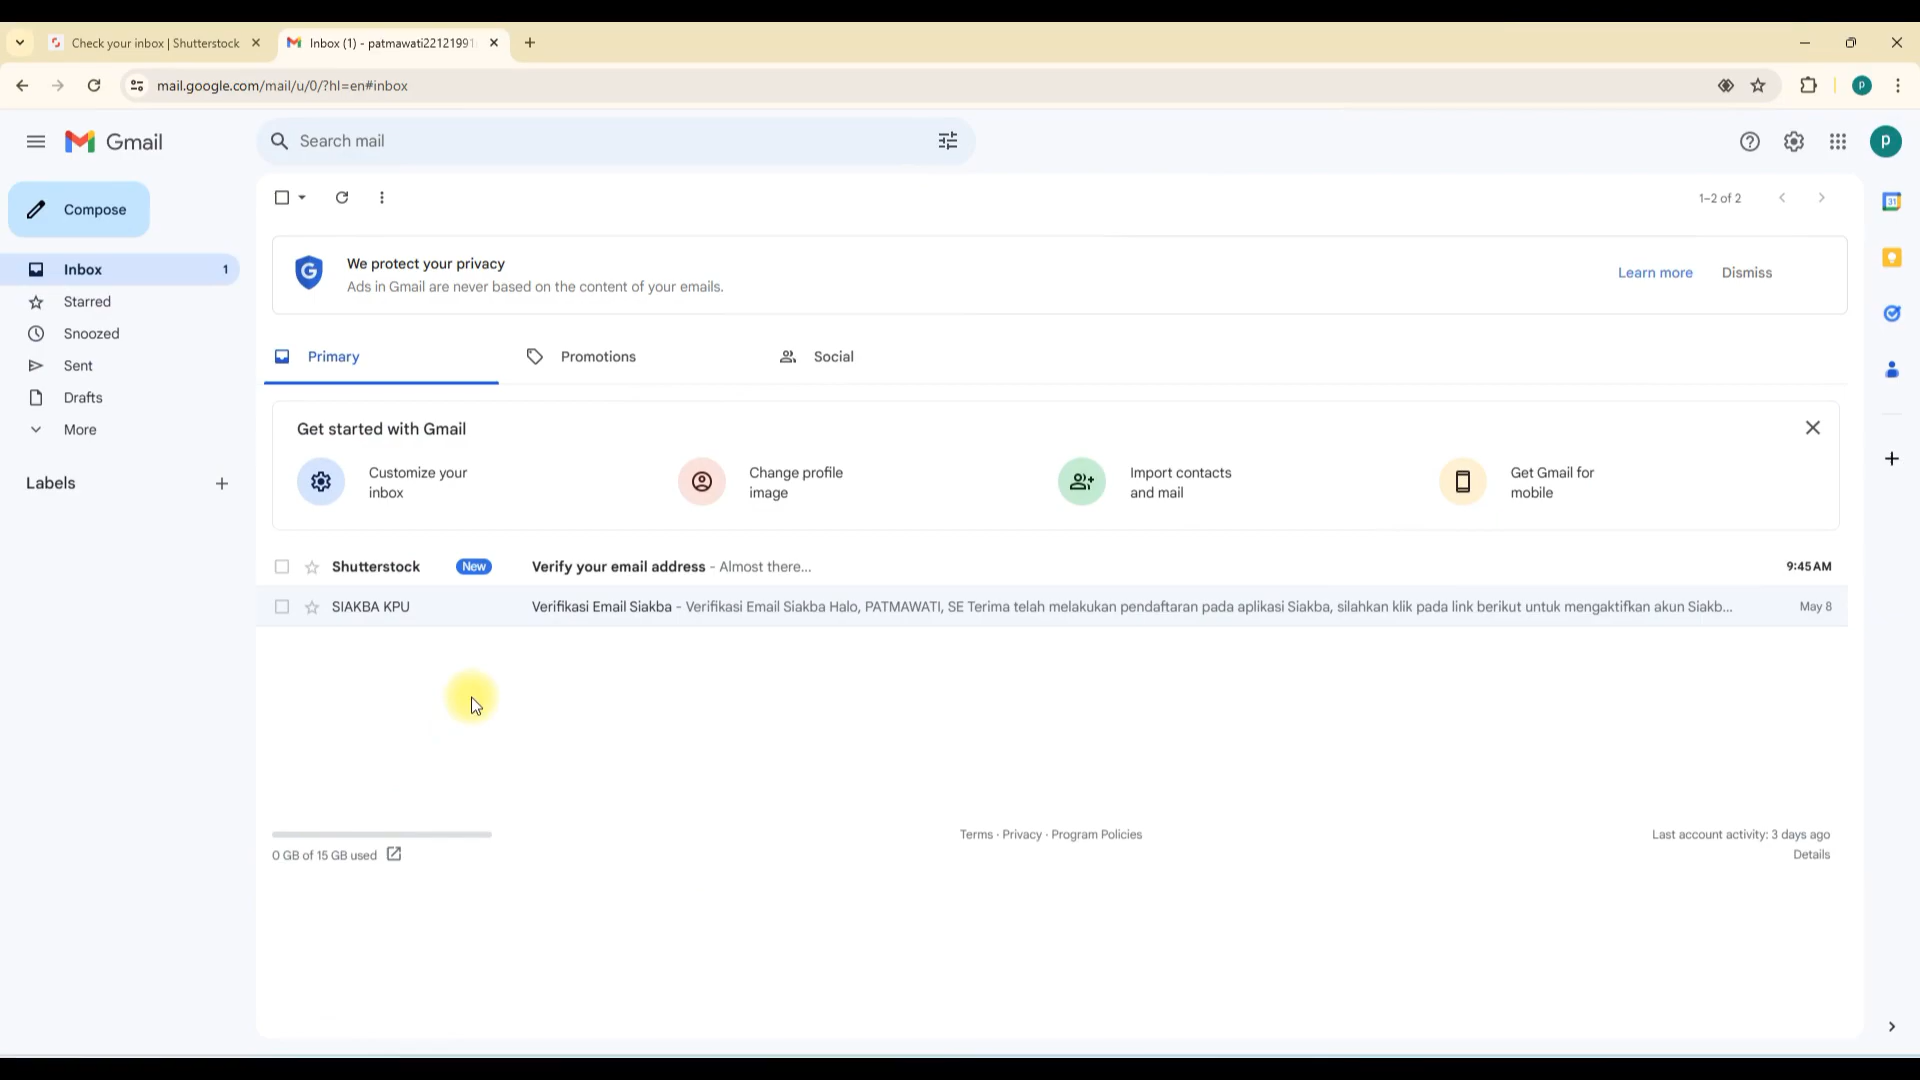 Check your inbox | Shutterstock
Inbox (1) - patmawati22121991
mail.google.com/mail/u/0/?hl=en#inbox
P
Gmail
Search mail
P
Compose
1–2 of 2
31
We protect your privacy
Ads in Gmail are never based on the content of your emails.
Learn more
Dismiss
Inbox 1
Starred
Snoozed
Sent
Drafts
More
Labels
Primary
Promotions
Social
Get started with Gmail
Customize your
inbox
Change profile
image
Import contacts
and mail
Get Gmail for
mobile
Shutterstock New Verify your email address - Almost there... 9:45 AM
SIAKBA KPU Verifikasi Email Siakba - Verifikasi Email Siakba Halo, PATMAWATI, SE Terima telah melakukan pendaftaran pada aplikasi Siakba, silahkan klik pada link berikut untuk mengaktifkan akun Siakb... May 8
0 GB of 15 GB used
Terms · Privacy · Program Policies
Last account activity: 3 days ago
Details